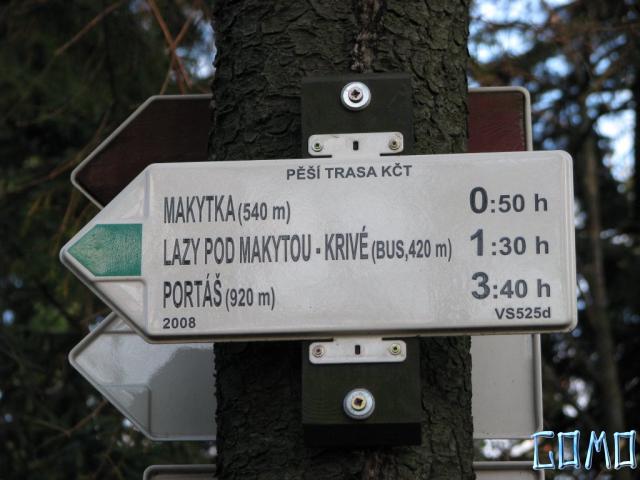 PĚŠÍ TRASA KČT
MAKYTKA (540 m) 0:50 h
LAZY POD MAKYTOU - KRIVÉ (BUS,420 m) 1:30 h
PORTÁŠ (920 m) 3:40 h
2008 VS525d
COMO